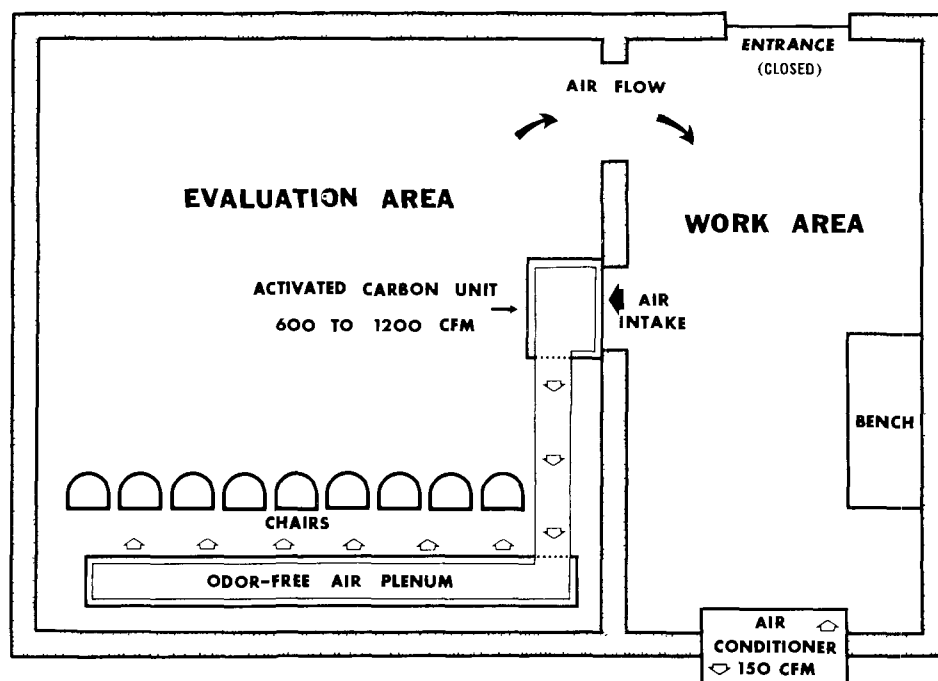 ENTRANCE
(CLOSED)
AIR FLOW
EVALUATION AREA
WORK AREA
ACTIVATED CARBON UNIT
600 TO 1200 CFM
AIR
INTAKE
BENCH
CHAIRS
ODOR-FREE AIR PLENUM
AIR
CONDITIONER
150 CFM